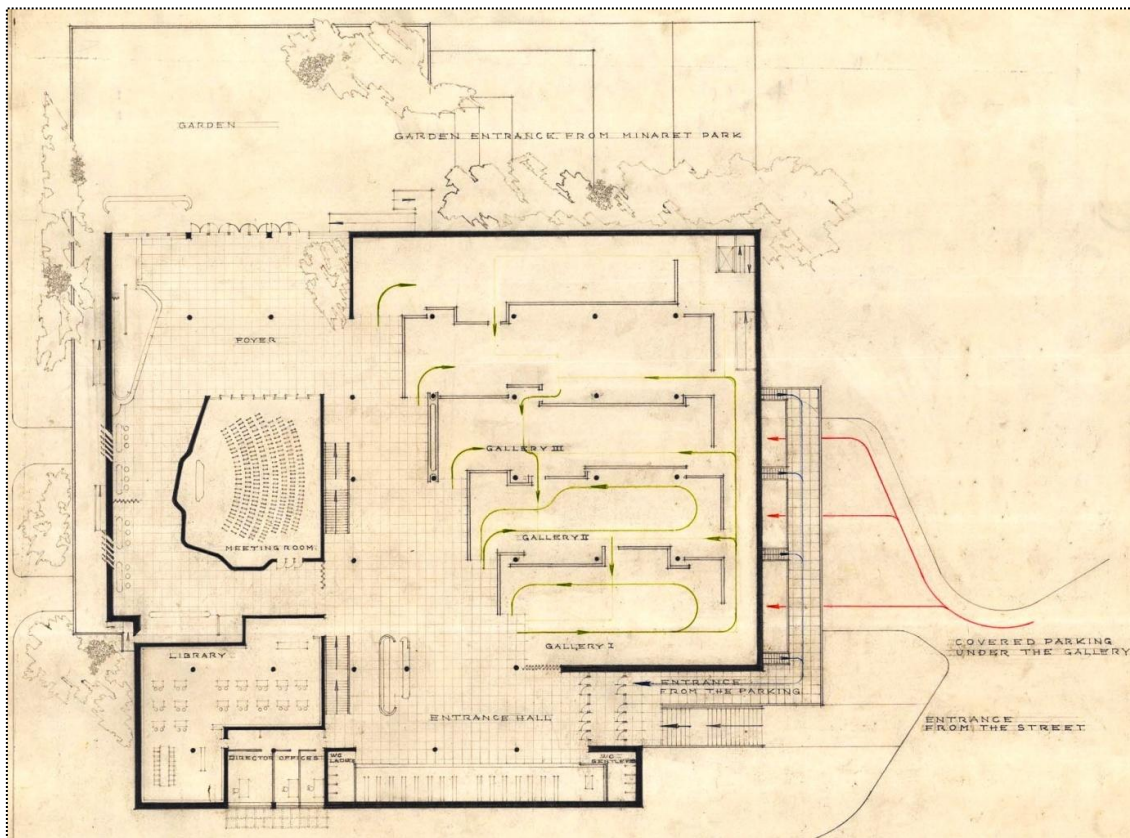 GARDEN
GARDEN ENTRANCE FROM MINARET PARK
FOYER
GALLERY III
MEETING ROOM
GALLERY II
GALLERY I
LIBRARY
COVERED PARKING
UNDER THE GALLERY
ENTRANCE
FROM THE PARKING
ENTRANCE HALL
ENTRANCE
FROM THE STREET
DIRECTOR OFFICES
WC
LADIES
WC